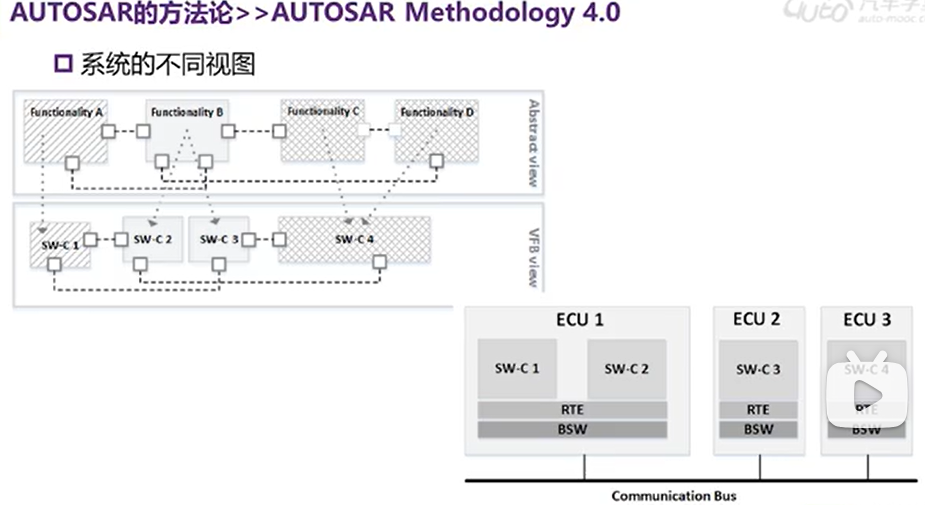 AUTOSAR的方法论>>AUTOSAR Methodology 4.0
系统的不同视图
Functionality A
Functionality B
Functionality C
Functionality D
Abstract view
SW-C 1
SW-C 2
SW-C 3
SW-C 4
VFB view
ECU 1
ECU 2
ECU 3
SW-C 1
SW-C 2
SW-C 3
SW-C 4
RTE
RTE
RTE
BSW
BSW
BSW
Communication Bus